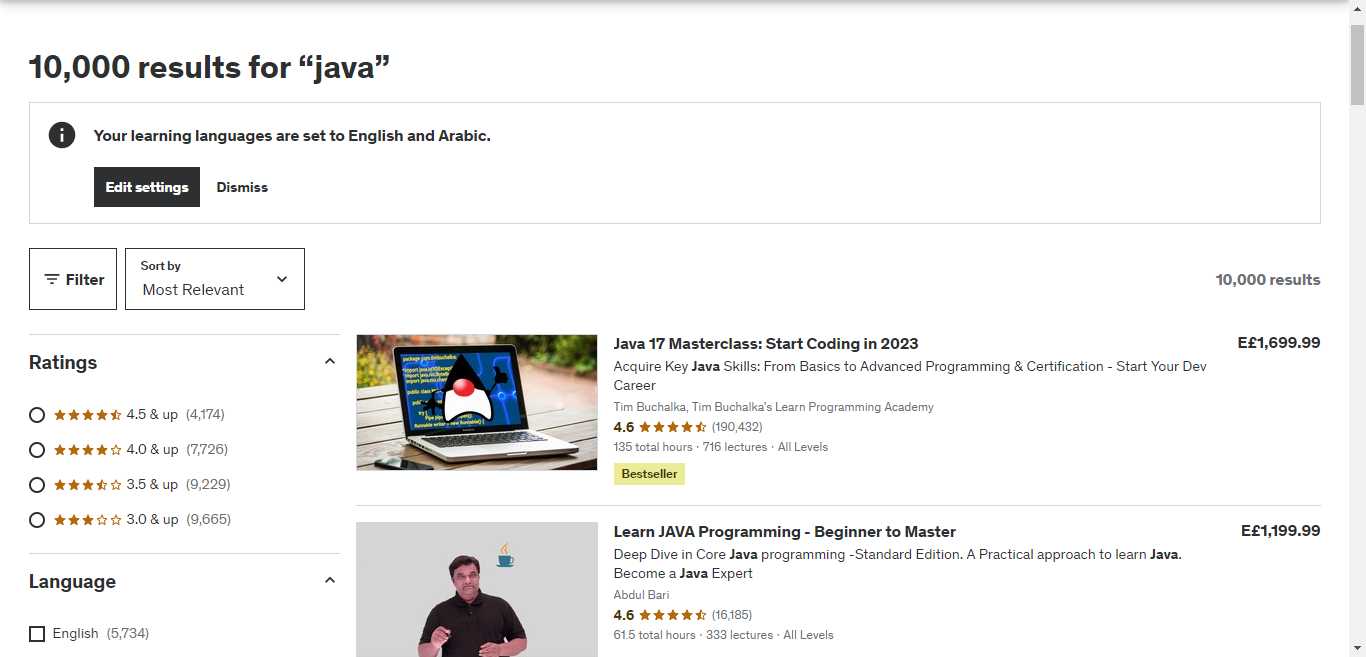 10,000 results for “java”
Your learning languages are set to English and Arabic.
Edit settings
Dismiss
Filter
Sort by
Most Relevant
10,000 results
Ratings
4.5 & up (4,174)
4.0 & up (7,726)
3.5 & up (9,229)
3.0 & up (9,665)
Language
English (5,734)
Java 17 Masterclass: Start Coding in 2023
E£1,699.99
Acquire Key Java Skills: From Basics to Advanced Programming & Certification - Start Your Dev
Career
Tim Buchalka, Tim Buchalka's Learn Programming Academy
4.6 (190,432)
135 total hours · 716 lectures · All Levels
Bestseller
Learn JAVA Programming - Beginner to Master
E£1,199.99
Deep Dive in Core Java programming -Standard Edition. A Practical approach to learn Java.
Become a Java Expert
Abdul Bari
4.6 (16,185)
61.5 total hours · 333 lectures · All Levels